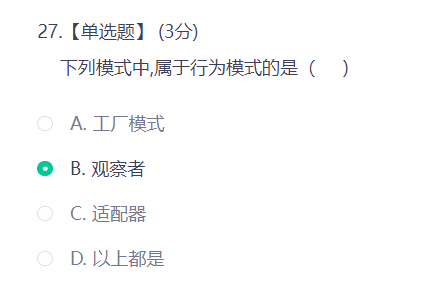 27.【单选题】 (3分)
下列模式中,属于行为模式的是（ ）
A. 工厂模式
B. 观察者
C. 适配器
D. 以上都是